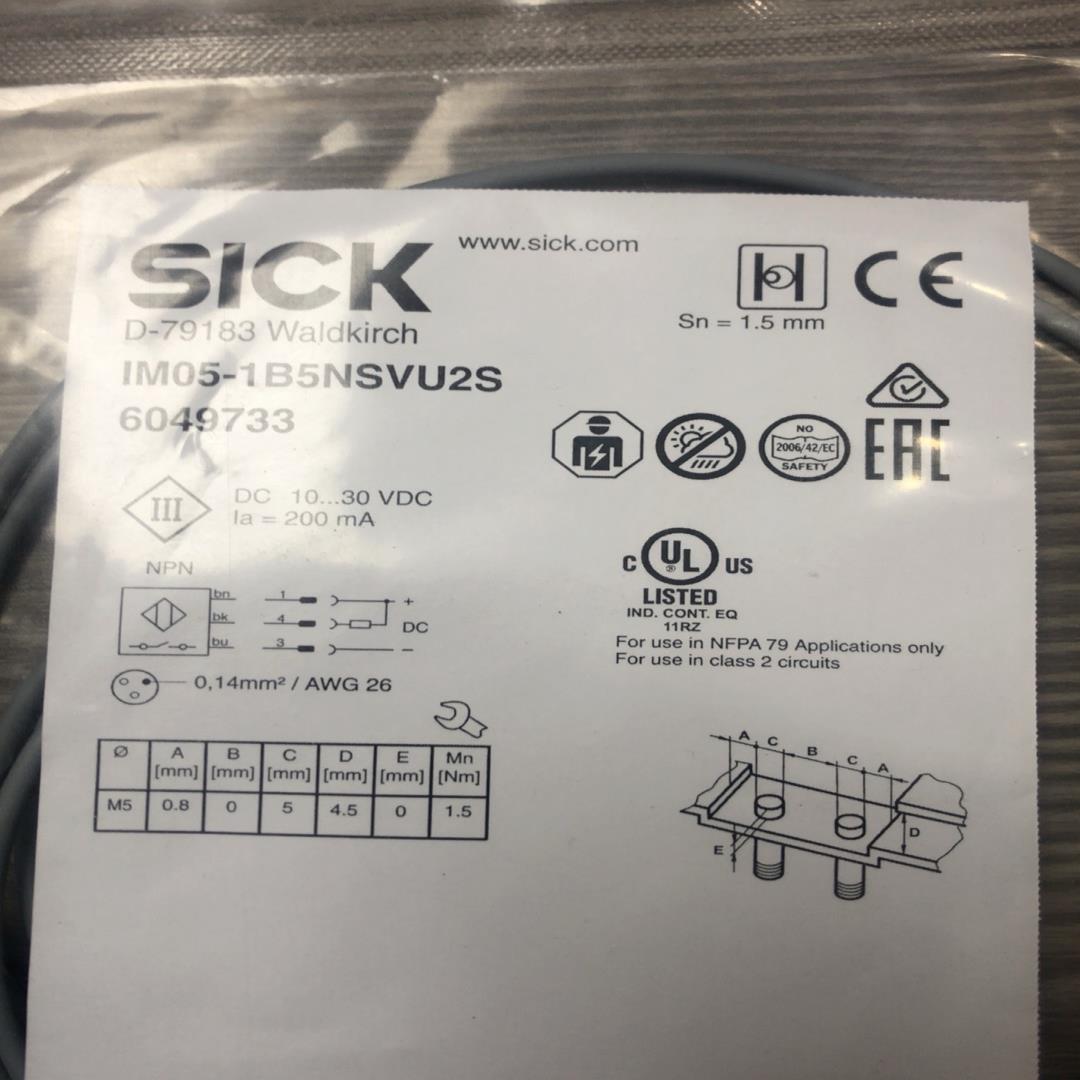 SICK
www.sick.com
D-79183 Waldkirch
Sn = 1.5 mm
CE
IM05-1B5NSVU2S
6049733
NO
2006/42/EC
SAFETY
EAC
III
DC 10...30 VDC
Ia = 200 mA
NPN
bn 1 +
bk 4 DC
bu 3 −
0,14mm² / AWG 26
C UL ® US
LISTED
IND. CONT. EQ
11RZ
For use in NFPA 79 Applications only
For use in class 2 circuits
Ø A B C D E Mn
[mm] [mm] [mm] [mm] [mm] [Nm]
M5 0.8 0 5 4.5 0 1.5
A C B C A
D
E